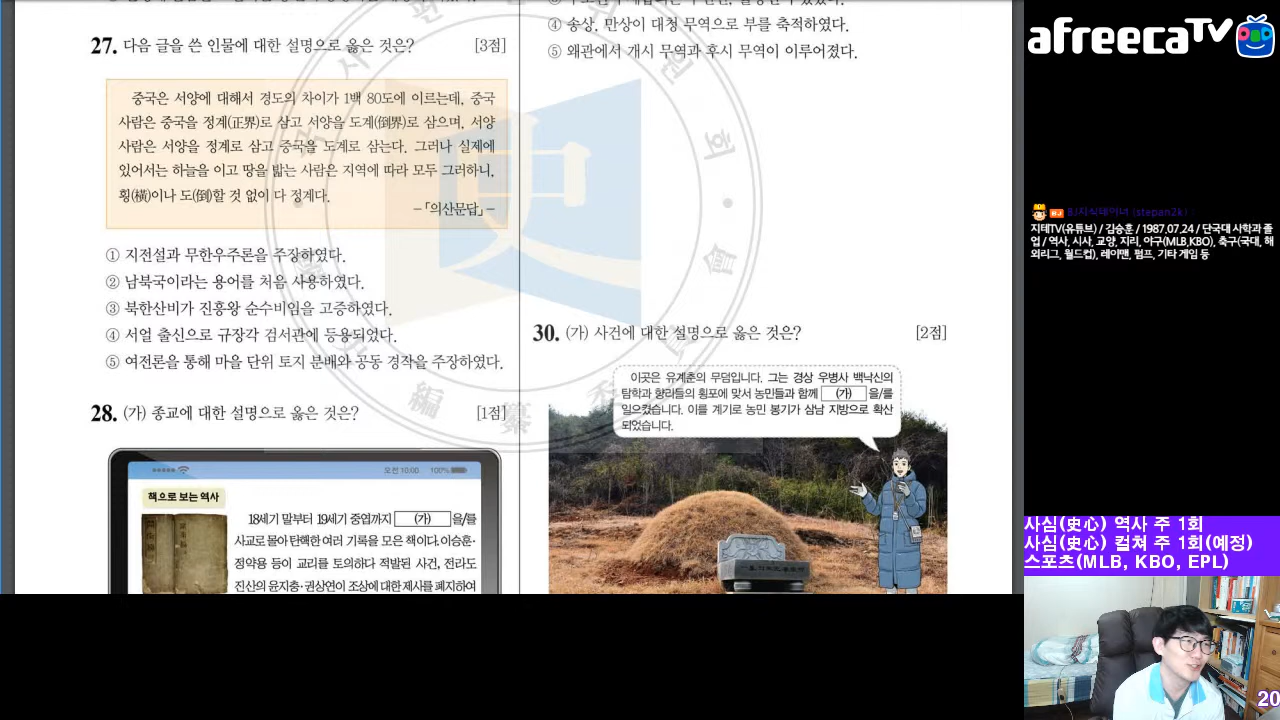 ④ 송상, 만상이 대청 무역으로 부를 축적하였다.
⑤ 왜관에서 개시 무역과 후시 무역이 이루어졌다.
27. 다음 글을 쓴 인물에 대한 설명으로 옳은 것은? [3점]
중국은 서양에 대해서 경도의 차이가 1백 80도에 이르는데, 중국
사람은 중국을 정계(正界)로 삼고 서양을 도계(倒界)로 삼으며, 서양
사람은 서양을 정계로 삼고 중국을 도계로 삼는다. 그러나 실제에
있어서는 하늘을 이고 땅을 밟는 사람은 지역에 따라 모두 그러하니,
횡(橫)이나 도(倒)할 것 없이 다 정계다.
-「의산문답」-
① 지전설과 무한우주론을 주장하였다.
② 남북국이라는 용어를 처음 사용하였다.
③ 북한산비가 진흥왕 순수비임을 고증하였다.
④ 서얼 출신으로 규장각 검서관에 등용되었다.
⑤ 여전론을 통해 마을 단위 토지 분배와 공동 경작을 주장하였다.
28. (가) 종교에 대한 설명으로 옳은 것은? [1점]
오전 10:00 100%
책으로 보는 역사
18세기 말부터 19세기 중엽까지 (가) 을/를
사교로 몰아 탄핵한 여러 기록을 모은 책이다. 이승훈·
정약용 등이 교리를 토의하다 적발된 사건, 전라도
진산의 윤지충·권상연이 조상에 대한 제사를 폐지하여
30. (가) 사건에 대한 설명으로 옳은 것은? [2점]
이곳은 유계춘의 무덤입니다. 그는 경상 우병사 백낙신의
탐학과 향리들의 횡포에 맞서 농민들과 함께 (가) 을/를
일으켰습니다. 이를 계기로 농민 봉기가 삼남 지방으로 확산
되었습니다.
史
afreecaTV
BJ지식테이너 (stepan2k) :
지테TV(유튜브) / 김승훈 / 1987.07.24 / 단국대 사학과 졸
업 / 역사, 시사, 교양, 지리, 야구(MLB,KBO), 축구(국대, 해
외리그, 월드컵), 레이맨, 펌프, 기타 게임 등
사심(史心) 역사 주 1회
사심(史心) 컬쳐 주 1회(예정)
스포츠(MLB, KBO, EPL)
20